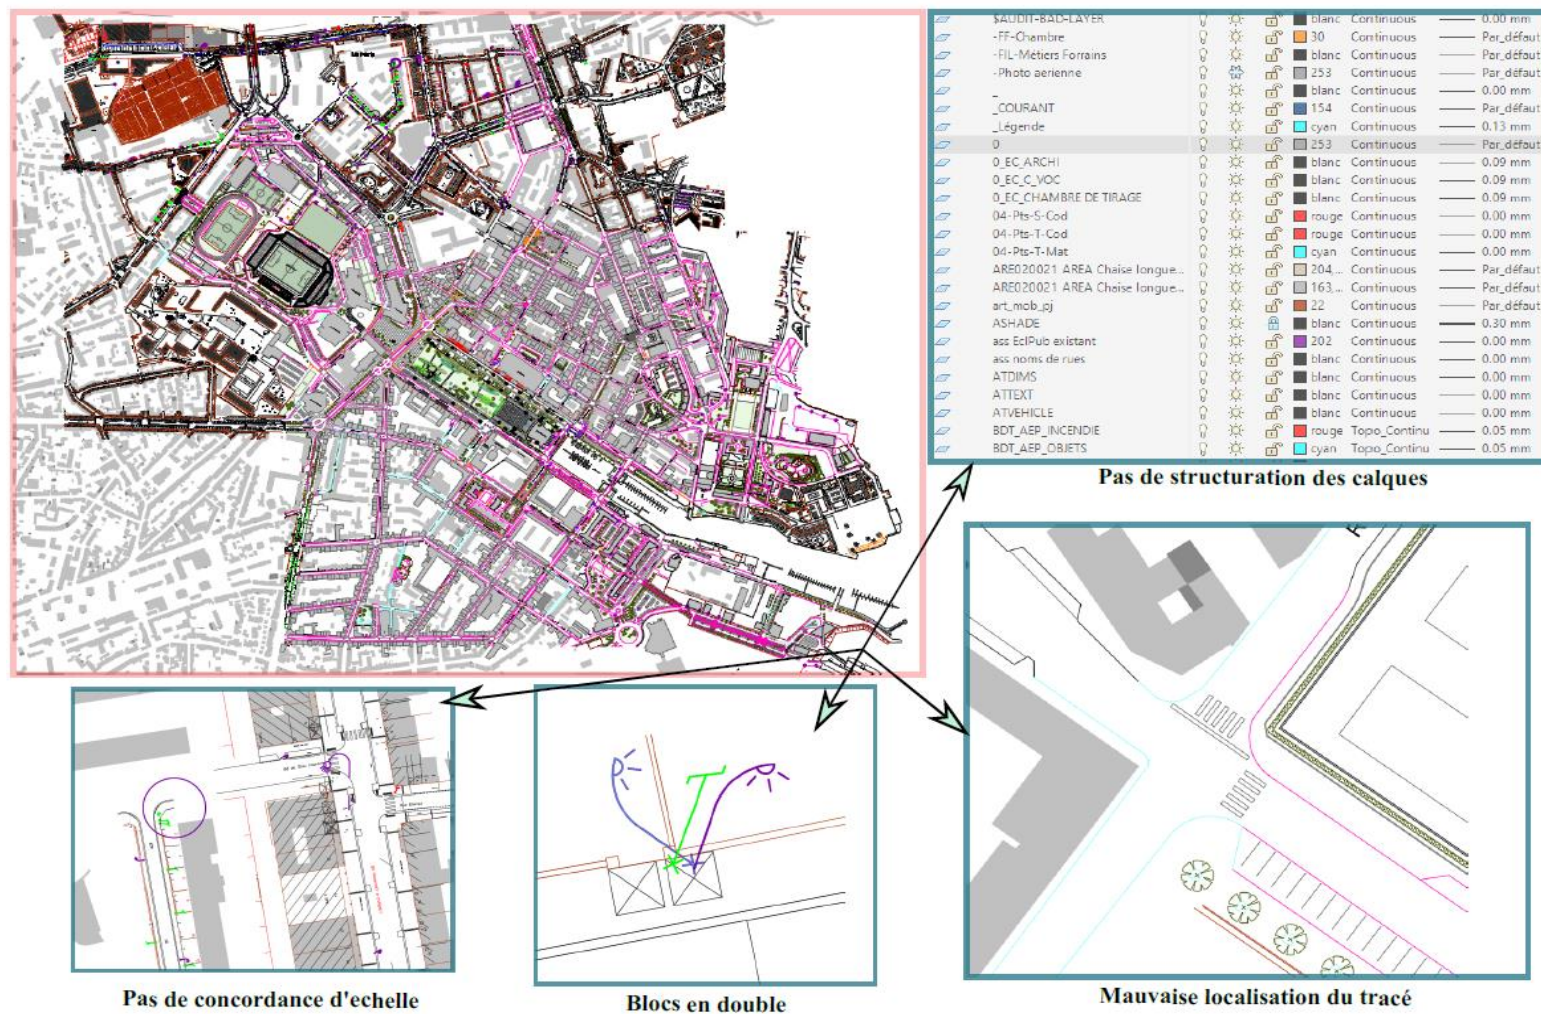 $AUDIT-BAD-LAYER blanc Continuous 0.00 mm
-FF-Chambre 30 Continuous Par_défaut
-FIL-Métiers Forrains blanc Continuous Par_défaut
-Photo aerienne 253 Continuous Par_défaut
_ blanc Continuous 0.00 mm
_COURANT 154 Continuous Par_défaut
_Légende cyan Continuous 0.13 mm
0 253 Continuous Par_défaut
0_EC_ARCHI blanc Continuous 0.09 mm
0_EC_C_VOC blanc Continuous 0.09 mm
0_EC_CHAMBRE DE TIRAGE blanc Continuous 0.09 mm
04-Pts-S-Cod rouge Continuous 0.00 mm
04-Pts-T-Cod rouge Continuous 0.00 mm
04-Pts-T-Mat cyan Continuous 0.00 mm
ARE020021 AREA Chaise longue... 204,... Continuous Par_défaut
ARE020021 AREA Chaise longue... 163,... Continuous Par_défaut
art_mob_pj 22 Continuous Par_défaut
ASHADE blanc Continuous 0.30 mm
ass EclPub existant 202 Continuous 0.00 mm
ass noms de rues blanc Continuous 0.00 mm
ATDIMS blanc Continuous 0.00 mm
ATTEXT blanc Continuous 0.00 mm
ATVEHICLE blanc Continuous 0.00 mm
BDT_AEP_INCENDIE rouge Topo_Continu 0.05 mm
BDT_AEP_OBJETS cyan Topo_Continu 0.05 mm
Pas de structuration des calques
Pas de concordance d'echelle
Blocs en double
Mauvaise localisation du tracé